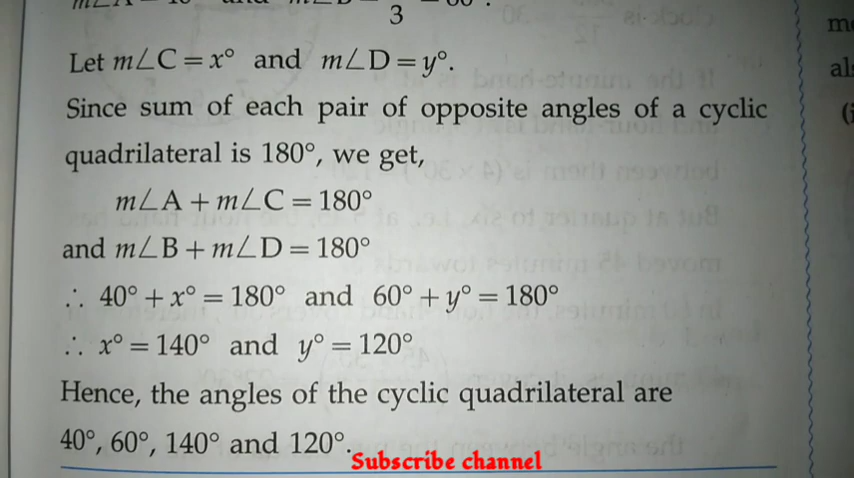 3
Let m∠C = x° and m∠D = y°.
Since sum of each pair of opposite angles of a cyclic
quadrilateral is 180°, we get,
m∠A + m∠C = 180°
and m∠B + m∠D = 180°
∴ 40° + x° = 180° and 60° + y° = 180°
∴ x° = 140° and y° = 120°
Hence, the angles of the cyclic quadrilateral are
40°, 60°, 140° and 120°.
Subscribe channel